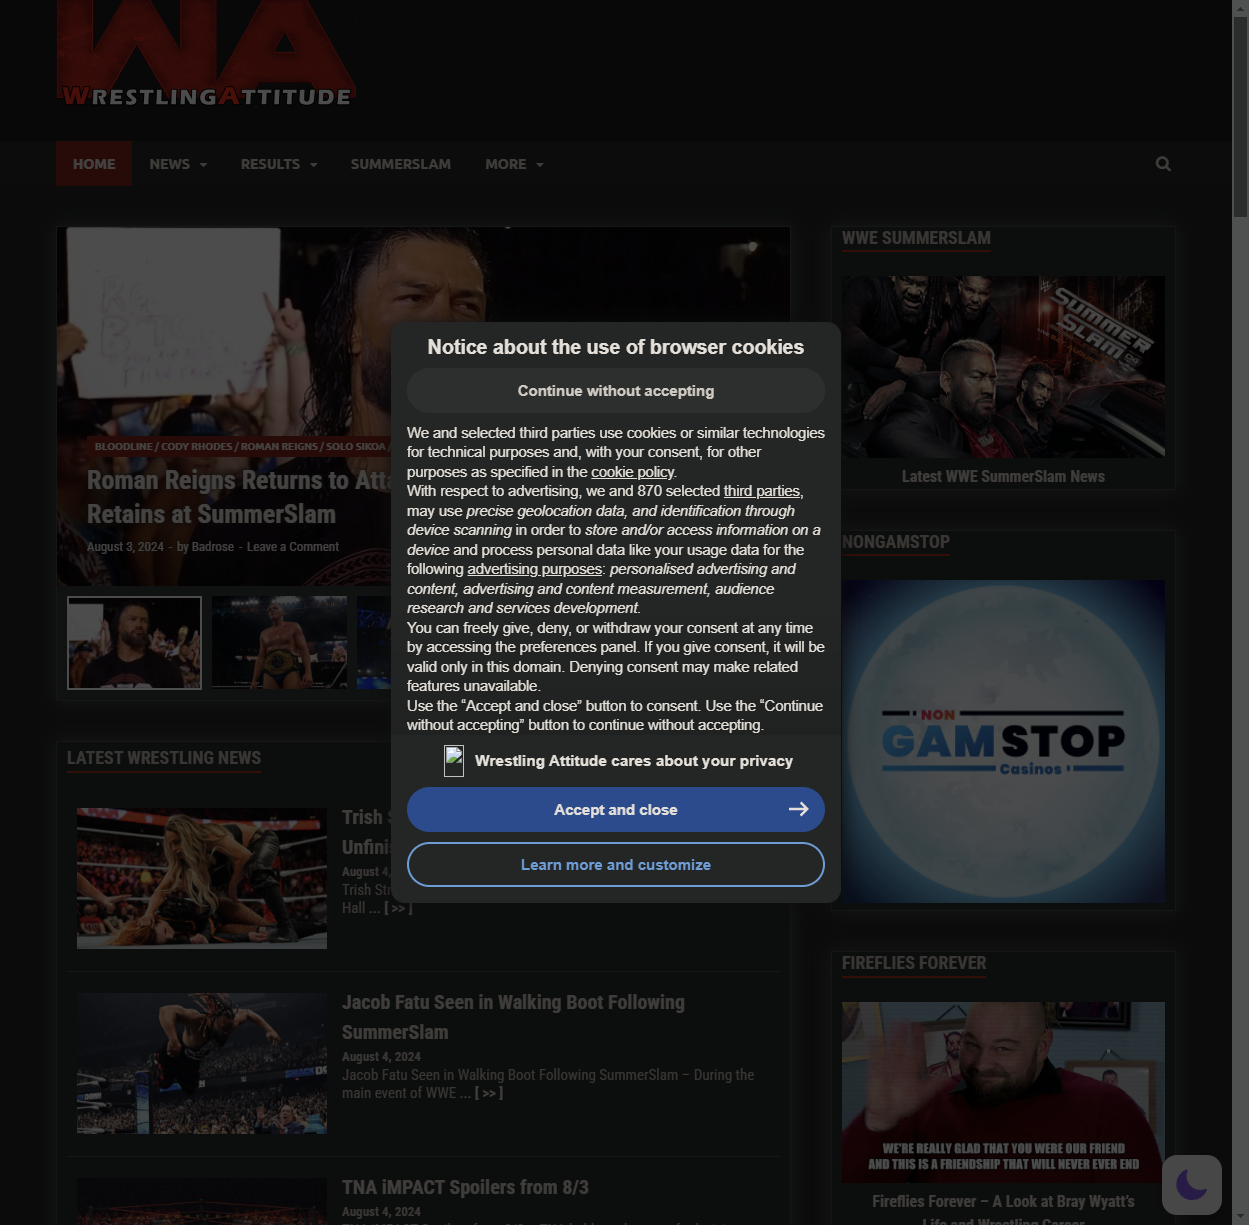 WRESTLINGATTITUDE
HOME
NEWS
RESULTS
SUMMERSLAM
MORE
BLOODLINE / CODY RHODES / ROMAN REIGNS / SOLO SIKOA /
Roman Reigns Returns to Atta
Retains at SummerSlam
August 3, 2024 - by Badrose - Leave a Comment
LATEST WRESTLING NEWS
Trish S
Unfini
August 4,
Trish Str
Hall ... [ >> ]
Jacob Fatu Seen in Walking Boot Following
SummerSlam
August 4, 2024
Jacob Fatu Seen in Walking Boot Following SummerSlam – During the
main event of WWE ... [ >> ]
TNA iMPACT Spoilers from 8/3
August 4, 2024
Notice about the use of browser cookies
Continue without accepting
We and selected third parties use cookies or similar technologies
for technical purposes and, with your consent, for other
purposes as specified in the cookie policy.
With respect to advertising, we and 870 selected third parties,
may use precise geolocation data, and identification through
device scanning in order to store and/or access information on a
device and process personal data like your usage data for the
following advertising purposes: personalised advertising and
content, advertising and content measurement, audience
research and services development.
You can freely give, deny, or withdraw your consent at any time
by accessing the preferences panel. If you give consent, it will be
valid only in this domain. Denying consent may make related
features unavailable.
Use the “Accept and close” button to consent. Use the “Continue
without accepting” button to continue without accepting.
Wrestling Attitude cares about your privacy
Accept and close
Learn more and customize
WWE SUMMERSLAM
SUMMER
SLAM
Latest WWE SummerSlam News
NONGAMSTOP
NON
GAMSTOP
Casinos
FIREFLIES FOREVER
WE'RE REALLY GLAD THAT YOU WERE OUR FRIEND
AND THIS IS A FRIENDSHIP THAT WILL NEVER EVER END
Fireflies Forever – A Look at Bray Wyatt's
Life and Wrestling Career